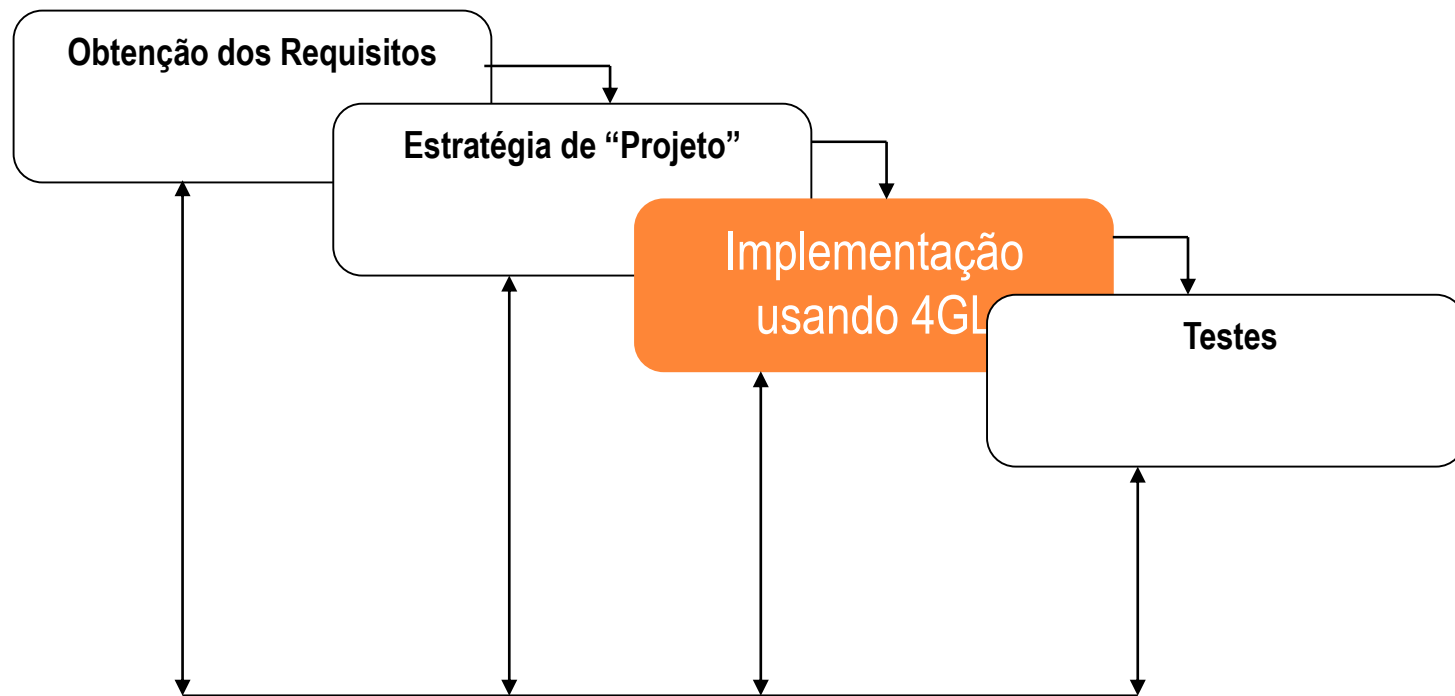 Obtenção dos Requisitos
Estratégia de “Projeto”
Implementação
usando 4GL
Testes